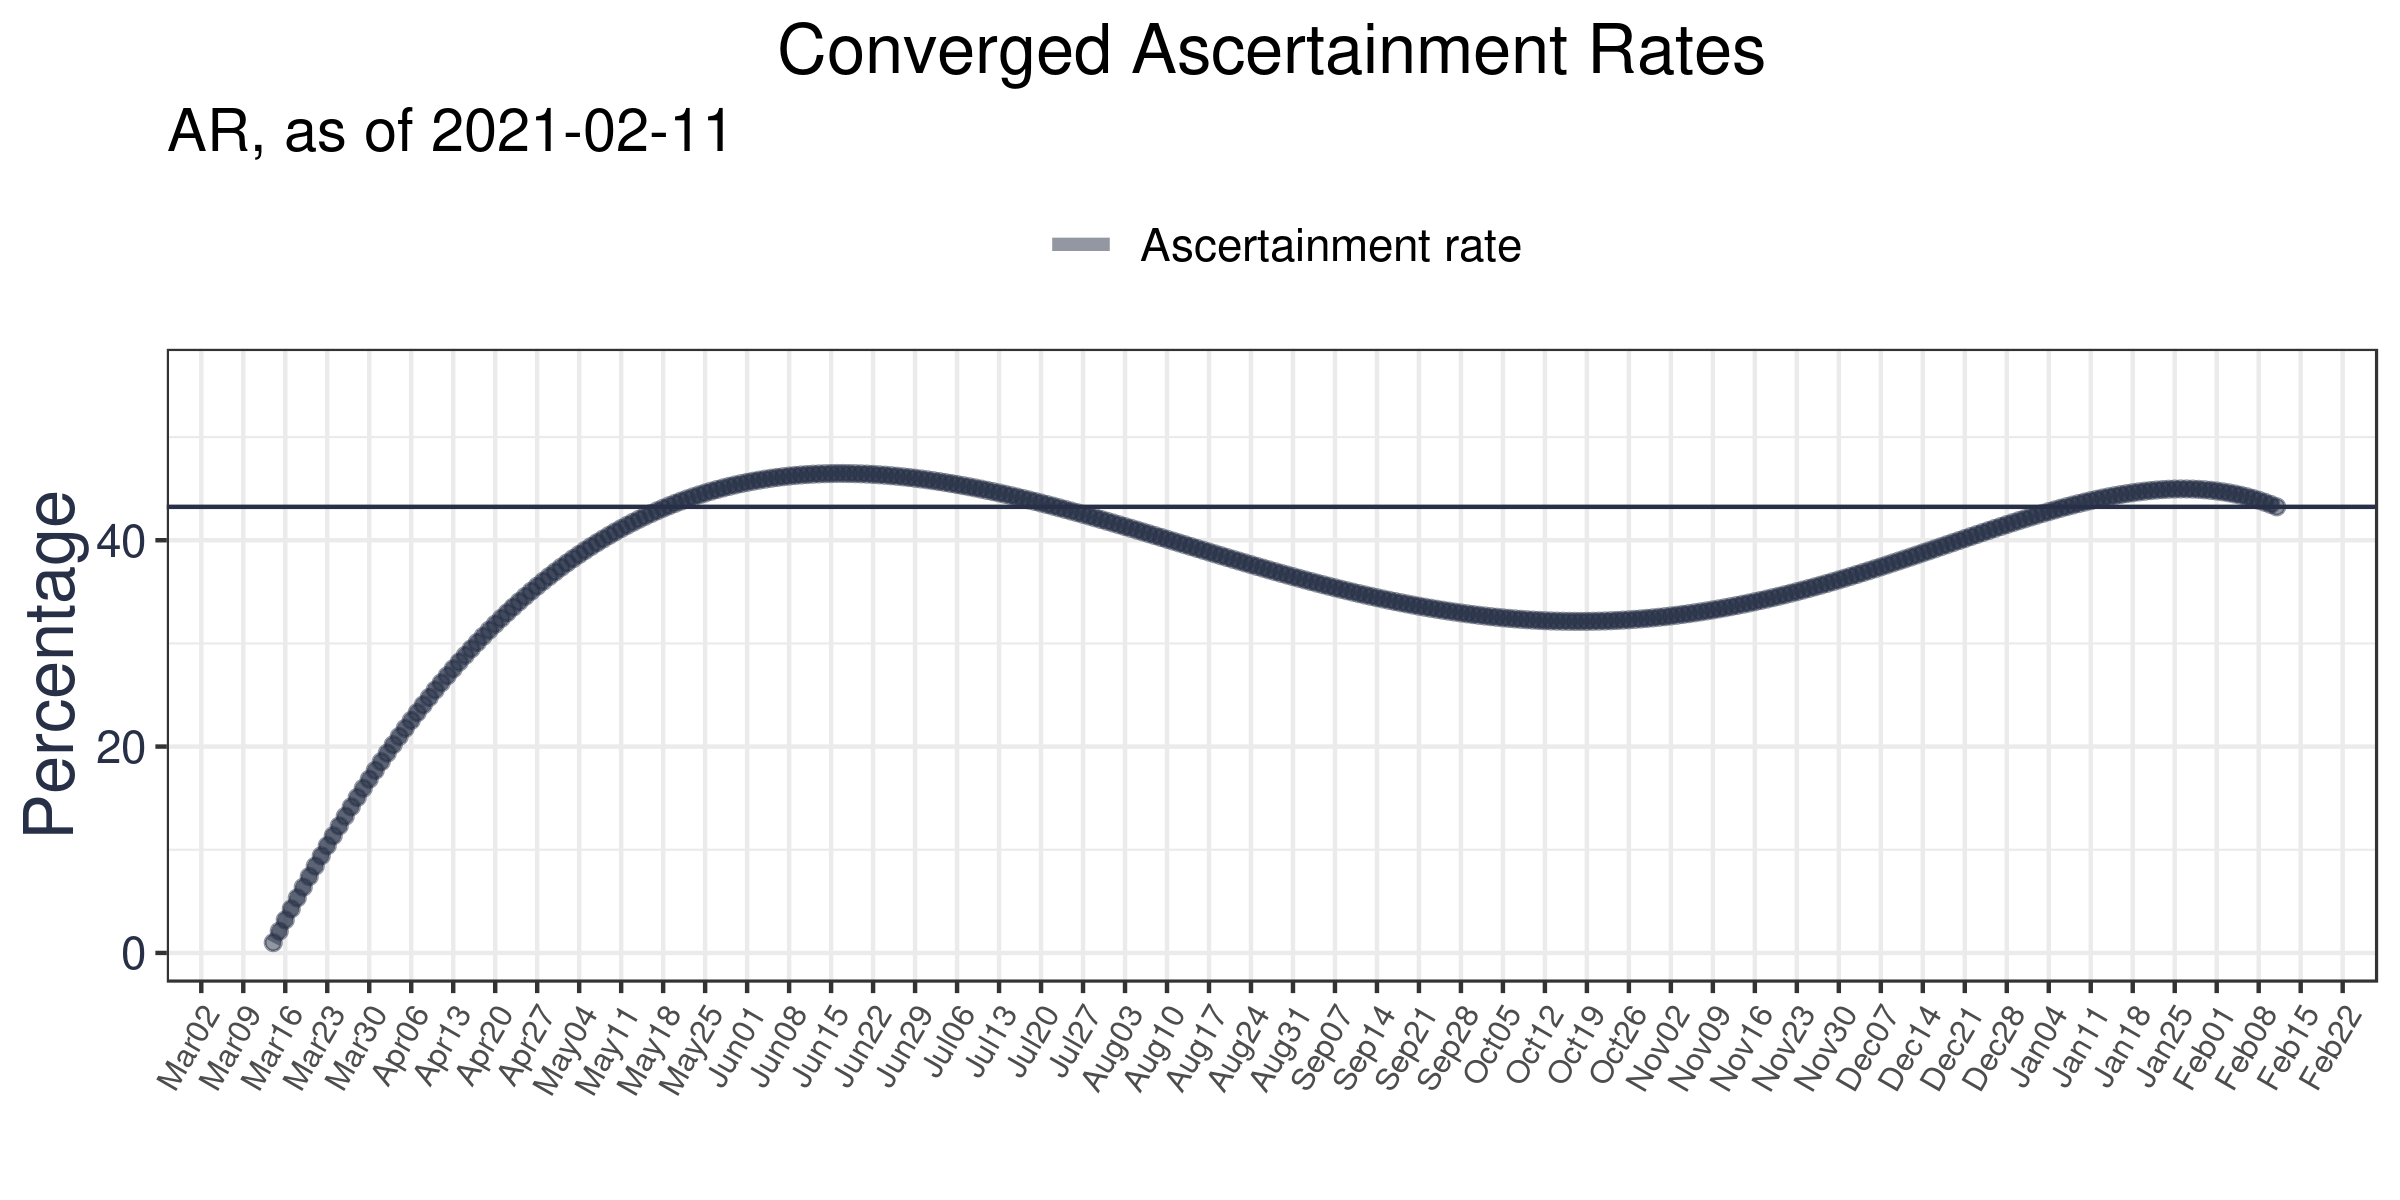 Converged Ascertainment Rates
AR, as of 2021-02-11
Ascertainment rate
Percentage
40
20
0
Mar02
Mar09
Mar16
Mar23
Mar30
Apr06
Apr13
Apr20
Apr27
May04
May11
May18
May25
Jun01
Jun08
Jun15
Jun22
Jun29
Jul06
Jul13
Jul20
Jul27
Aug03
Aug10
Aug17
Aug24
Aug31
Sep07
Sep14
Sep21
Sep28
Oct05
Oct12
Oct19
Oct26
Nov02
Nov09
Nov16
Nov23
Nov30
Dec07
Dec14
Dec21
Dec28
Jan04
Jan11
Jan18
Jan25
Feb01
Feb08
Feb15
Feb22